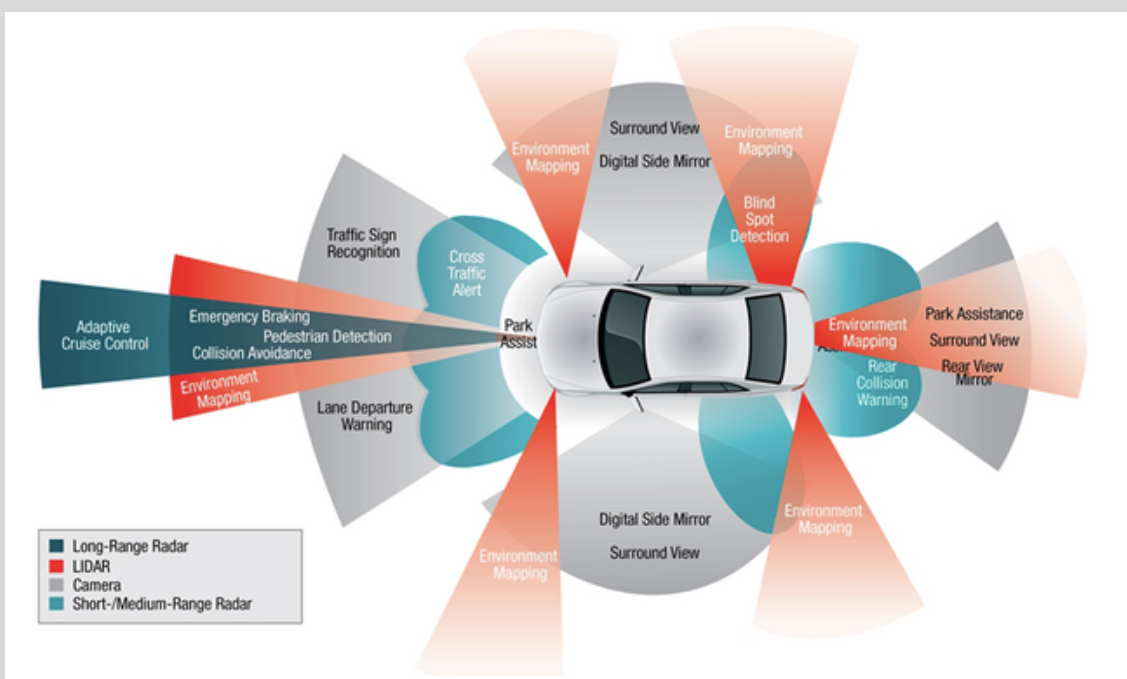 Surround View
Digital Side Mirror
Environment
Mapping
Environment
Mapping
Blind
Spot
Detection
Traffic Sign
Recognition
Cross
Traffic
Alert
Adaptive
Cruise Control
Emergency Braking
Pedestrian Detection
Collision Avoidance
Environment
Mapping
Lane Departure
Warning
Park
Assist
Environment
Mapping
Rear
Collision
Warning
Park Assistance
Surround View
Rear View
Mirror
Digital Side Mirror
Surround View
Environment
Mapping
Environment
Mapping
Long-Range Radar
LIDAR
Camera
Short-/Medium-Range Radar